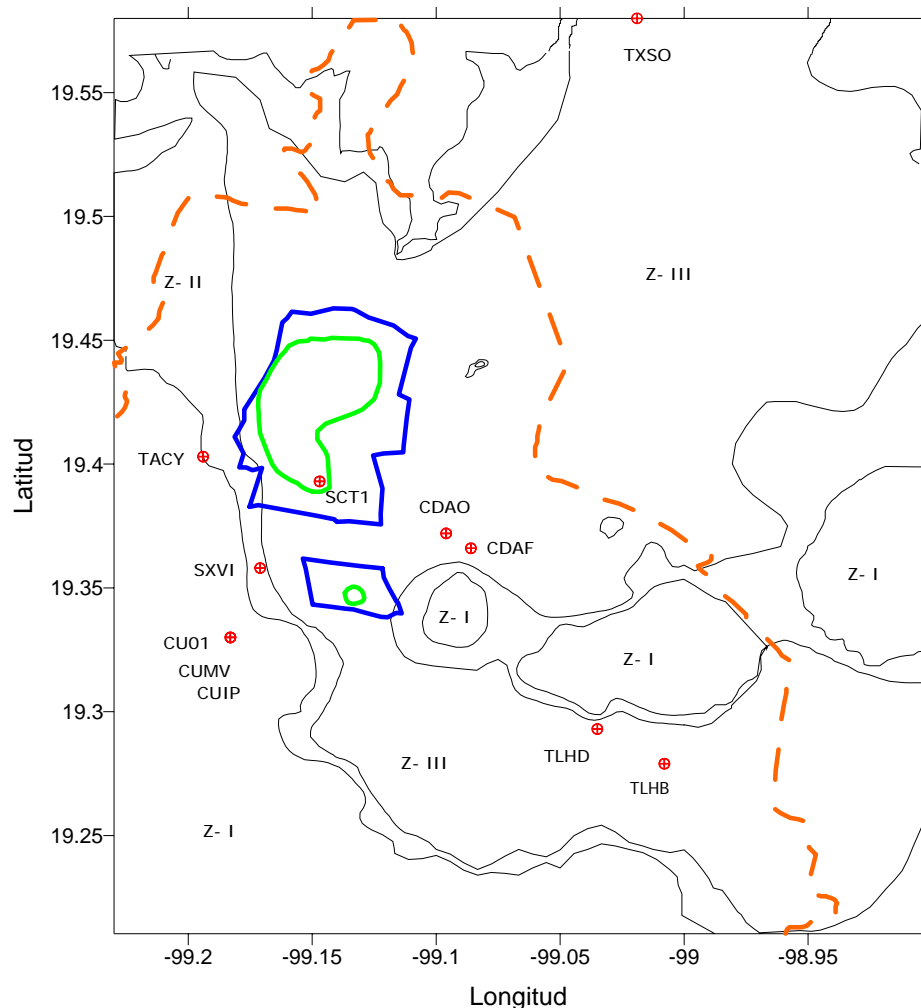 TXSO
19.55
19.5
Z- II
Z- III
19.45
TACY
19.4
SCT1
CDAO
CDAF
SXVI
19.35
Z- I
Z- I
CU01
CUMV
CUIP
Z- I
19.3
TLHD
Z- III
TLHB
19.25
Z- I
-99.2
-99.15
-99.1
-99.05
-99
-98.95
Latitud
Longitud